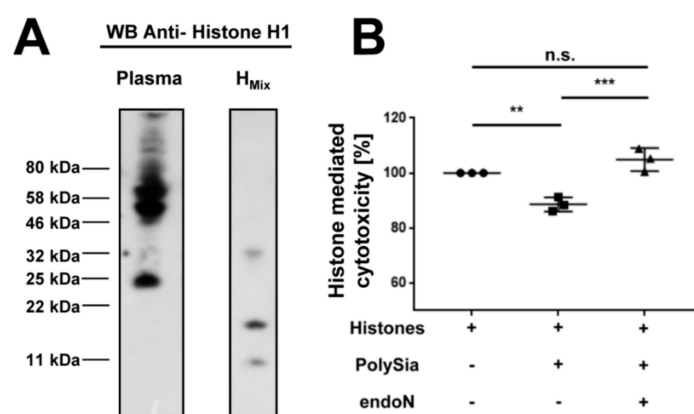 A
WB Anti- Histone H1
Plasma
HMix
80 kDa
58 kDa
46 kDa
32 kDa
25 kDa
22 kDa
11 kDa
B
n.s.
**
***
Histone mediated
cytotoxicity [%]
120
100
80
60
Histones + + +
PolySia - + +
endoN - - +